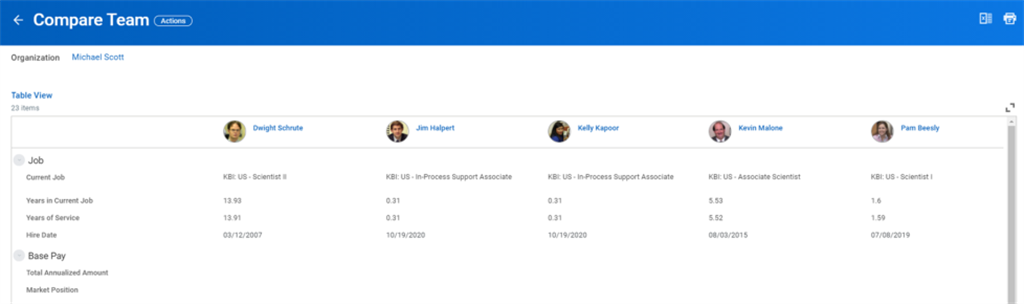 Compare Team Actions
Organization Michael Scott
Table View
23 items
Dwight Schrute Jim Halpert Kelly Kapoor Kevin Malone Pam Beesly
Job
Current Job KBI: US - Scientist II KBI: US - In-Process Support Associate KBI: US - In-Process Support Associate KBI: US - Associate Scientist KBI: US - Scientist I
Years in Current Job 13.93 0.31 0.31 5.53 1.6
Years of Service 13.91 0.31 0.31 5.52 1.59
Hire Date 03/12/2007 10/19/2020 10/19/2020 08/03/2015 07/08/2019
Base Pay
Total Annualized Amount
Market Position